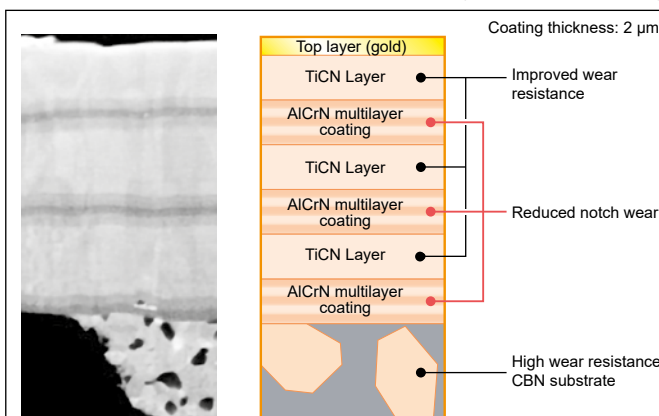 Coating thickness: 2 μm
Top layer (gold)
TiCN Layer
Improved wear
resistance
AlCrN multilayer
coating
TiCN Layer
AlCrN multilayer
coating
Reduced notch wear
TiCN Layer
AlCrN multilayer
coating
High wear resistance
CBN substrate